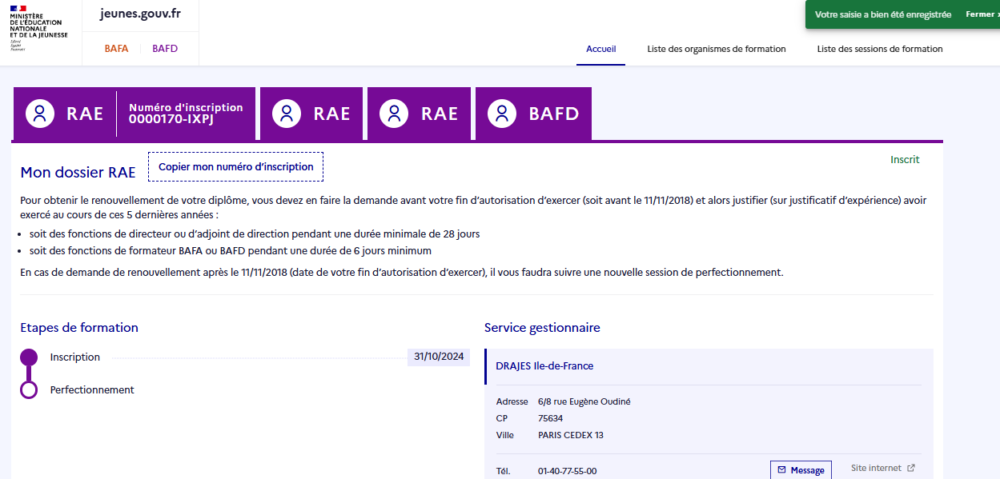 MINISTÈRE
DE L'ÉDUCATION
NATIONALE
ET DE LA JEUNESSE
Liberté
Égalité
Fraternité
jeunes.gouv.fr
BAFA
BAFD
Votre saisie a bien été enregistrée Fermer
Accueil
Liste des organismes de formation
Liste des sessions de formation
RAE
Numéro d'inscription
0000170-IXPJ
RAE
RAE
BAFD
Mon dossier RAE
Copier mon numéro d'inscription
Inscrit
Pour obtenir le renouvellement de votre diplôme, vous devez en faire la demande avant votre fin d'autorisation d'exercer (soit avant le 11/11/2018) et alors justifier (sur justificatif d'expérience) avoir
exercé au cours de ces 5 dernières années :
• soit des fonctions de directeur ou d'adjoint de direction pendant une durée minimale de 28 jours
• soit des fonctions de formateur BAFA ou BAFD pendant une durée de 6 jours minimum
En cas de demande de renouvellement après le 11/11/2018 (date de votre fin d'autorisation d'exercer), il vous faudra suivre une nouvelle session de perfectionnement.
Etapes de formation
Inscription 31/10/2024
Perfectionnement
Service gestionnaire
DRAJES Ile-de-France
Adresse 6/8 rue Eugène Oudiné
CP 75634
Ville PARIS CEDEX 13
Tél. 01-40-77-55-00
Message
Site internet